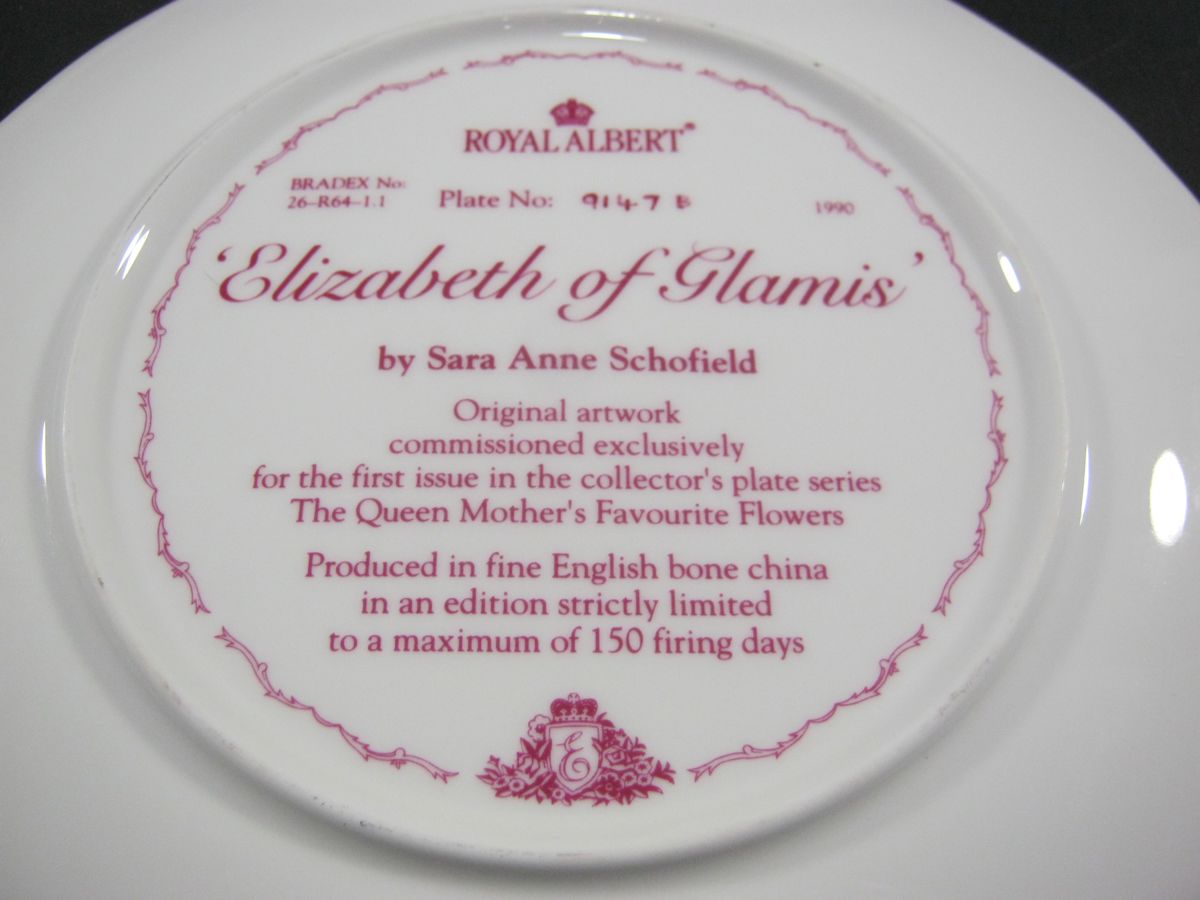 ROYAL ALBERT
BRADEX No:
26-R64-1.1
Plate No: 9147 B
1990
'Elizabeth of Glamis'
by Sara Anne Schofield
Original artwork
commissioned exclusively
for the first issue in the collector's plate series
The Queen Mother's Favourite Flowers
Produced in fine English bone china
in an edition strictly limited
to a maximum of 150 firing days
E